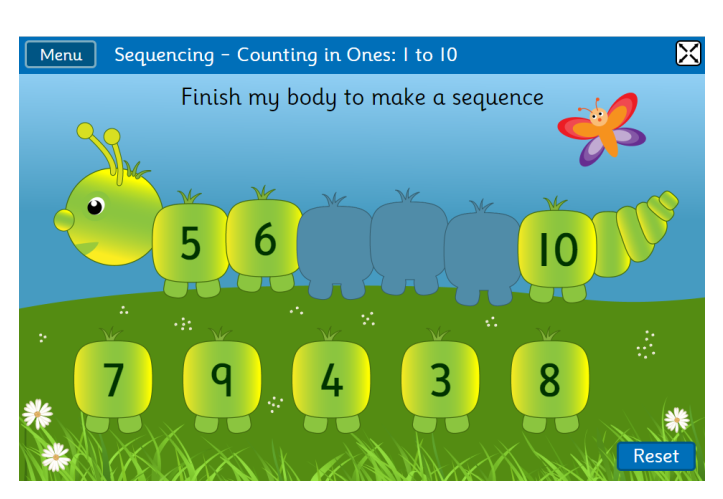 Menu Sequencing – Counting in Ones: 1 to 10
Finish my body to make a sequence
5 6 10
7 9 4 3 8
Reset